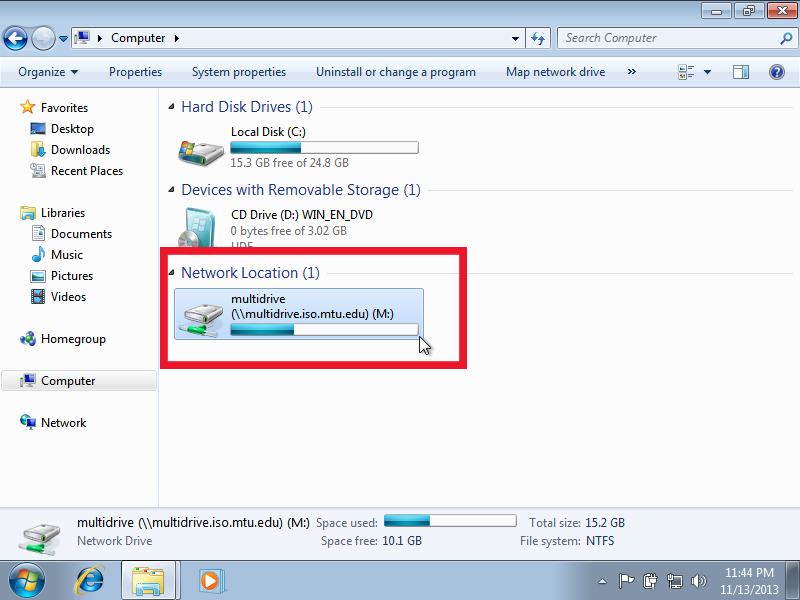 Computer
Search Computer
Organize
Properties
System properties
Uninstall or change a program
Map network drive
»
Favorites
Desktop
Downloads
Recent Places
Libraries
Documents
Music
Pictures
Videos
Homegroup
Computer
Network
Hard Disk Drives (1)
Local Disk (C:)
15.3 GB free of 24.8 GB
Devices with Removable Storage (1)
CD Drive (D:) WIN_EN_DVD
0 bytes free of 3.02 GB
UDF
Network Location (1)
multidrive
(\\multidrive.iso.mtu.edu) (M:)
multidrive (\\multidrive.iso.mtu.edu) (M:) Space used: Total size: 15.2 GB
Network Drive Space free: 10.1 GB File system: NTFS
11:44 PM
11/13/2013